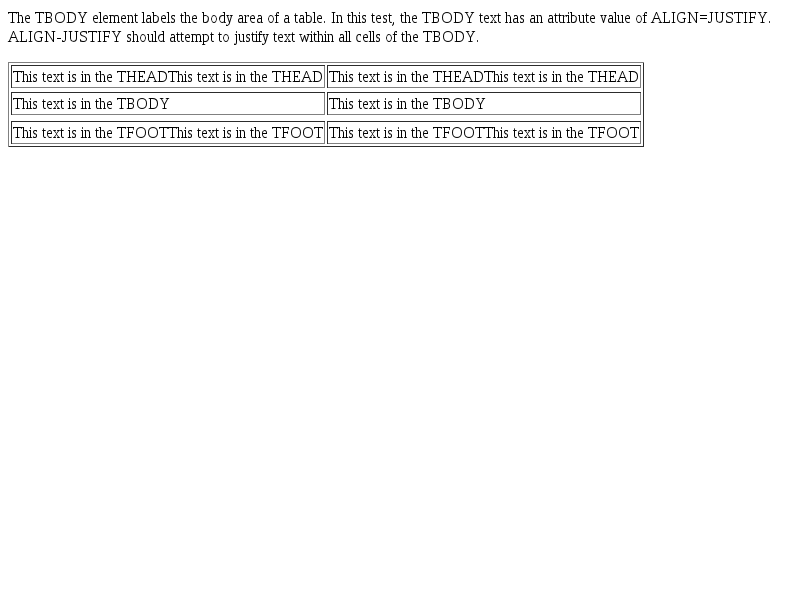 The TBODY element labels the body area of a table. In this test, the TBODY text has an attribute value of ALIGN=JUSTIFY.
ALIGN-JUSTIFY should attempt to justify text within all cells of the TBODY.
This text is in the THEADThis text is in the THEAD This text is in the THEADThis text is in the THEAD
This text is in the TBODY This text is in the TBODY
This text is in the TFOOTThis text is in the TFOOT This text is in the TFOOTThis text is in the TFOOT